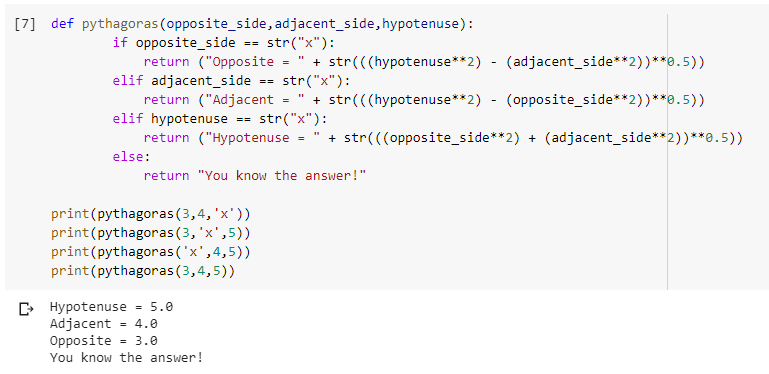 [7] def pythagoras(opposite_side,adjacent_side,hypotenuse):
        if opposite_side == str("x"):
            return ("Opposite = " + str(((hypotenuse**2) - (adjacent_side**2))**0.5))
        elif adjacent_side == str("x"):
            return ("Adjacent = " + str(((hypotenuse**2) - (opposite_side**2))**0.5))
        elif hypotenuse == str("x"):
            return ("Hypotenuse = " + str(((opposite_side**2) + (adjacent_side**2))**0.5))
        else:
            return "You know the answer!"

print(pythagoras(3,4,'x'))
print(pythagoras(3,'x',5))
print(pythagoras('x',4,5))
print(pythagoras(3,4,5))
Hypotenuse = 5.0
Adjacent = 4.0
Opposite = 3.0
You know the answer!